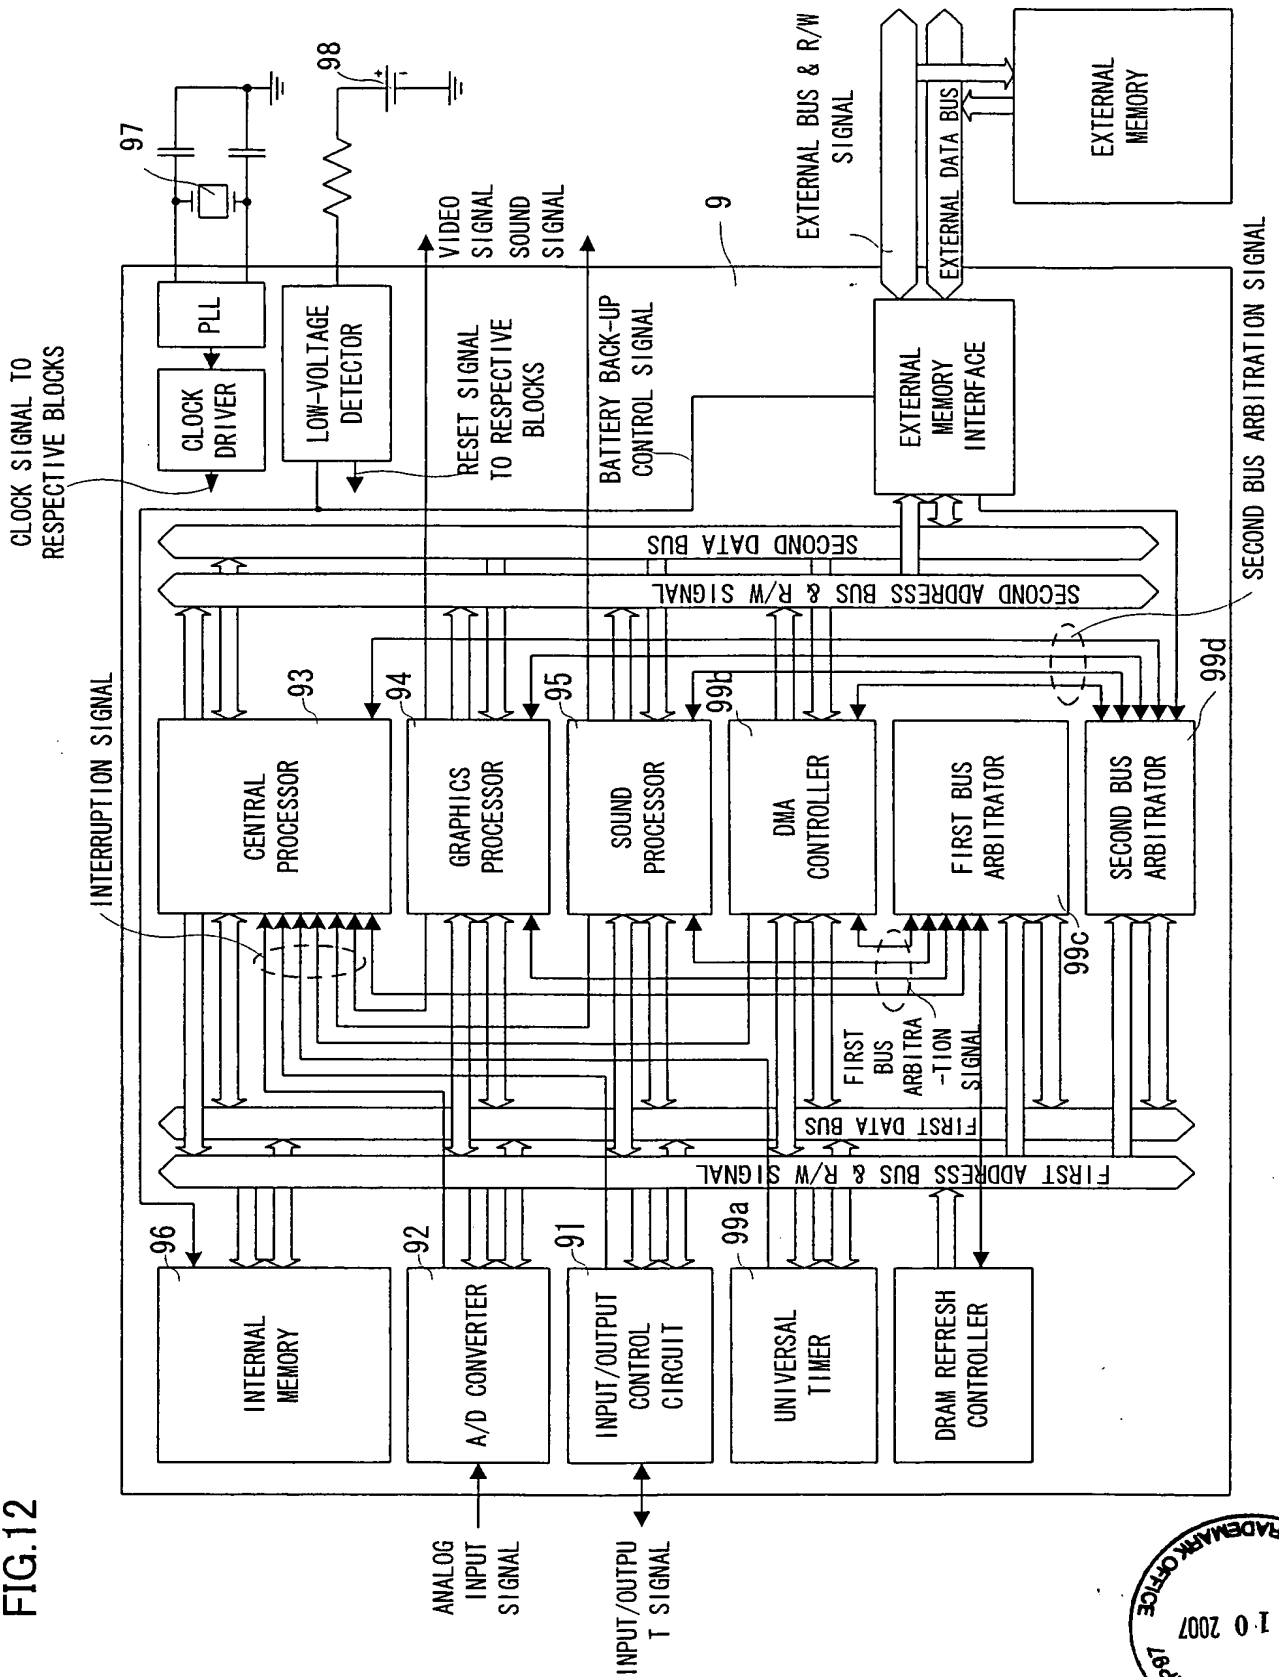 FIG.12
CLOCK SIGNAL TO
RESPECTIVE BLOCKS
97
98
PLL
CLOCK
DRIVER
LOW-VOLTAGE
DETECTOR
VIDEO
SIGNAL
SOUND
SIGNAL
RESET SIGNAL
TO RESPECTIVE
BLOCKS
BATTERY BACK-UP
CONTROL SIGNAL
9
EXTERNAL BUS & R/W
SIGNAL
EXTERNAL DATA BUS
EXTERNAL
MEMORY
EXTERNAL
MEMORY
INTERFACE
SECOND BUS ARBITRATION SIGNAL
SECOND DATA BUS
SECOND ADDRESS BUS & R/W SIGNAL
INTERRUPTION SIGNAL
93
CENTRAL
PROCESSOR
94
GRAPHICS
PROCESSOR
95
SOUND
PROCESSOR
99b
DMA
CONTROLLER
FIRST BUS
ARBITRATOR
99c
99d
SECOND BUS
ARBITRATOR
FIRST
BUS
ARBITRA
-TION
SIGNAL
FIRST DATA BUS
FIRST ADDRESS BUS & R/W SIGNAL
96
INTERNAL
MEMORY
92
A/D CONVERTER
91
INPUT/OUTPUT
CONTROL
CIRCUIT
99a
UNIVERSAL
TIMER
DRAM REFRESH
CONTROLLER
ANALOG
INPUT
SIGNAL
INPUT/OUTPU
T SIGNAL
TRADEMARK OFFICE
1 0 2007